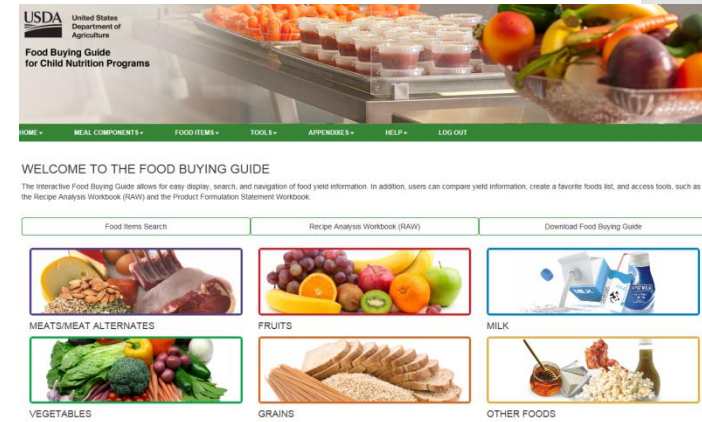 USDA
United States
Department of
Agriculture
Food Buying Guide
for Child Nutrition Programs
HOME
MEAL COMPONENTS
FOOD ITEMS
TOOLS
APPENDIXES
HELP
LOG OUT
WELCOME TO THE FOOD BUYING GUIDE
The Interactive Food Buying Guide allows for easy display, search, and navigation of food yield information. In addition, users can compare yield information, create a favorite foods list, and access tools, such as
the Recipe Analysis Workbook (RAW) and the Product Formulation Statement Workbook.
Food Items Search
Recipe Analysis Workbook (RAW)
Download Food Buying Guide
MEATS/MEAT ALTERNATES
FRUITS
MILK
VEGETABLES
GRAINS
OTHER FOODS